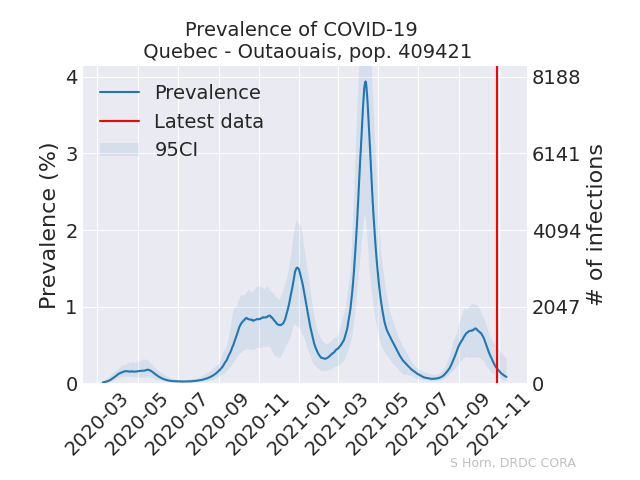 Prevalence of COVID-19
Quebec - Outaouais, pop. 409421
Prevalence
Latest data
95CI
Prevalence (%)
4
3
2
1
0
8188
6141
4094
2047
0
# of infections
2020-03
2020-05
2020-07
2020-09
2020-11
2021-01
2021-03
2021-05
2021-07
2021-09
2021-11
S Horn, DRDC CORA